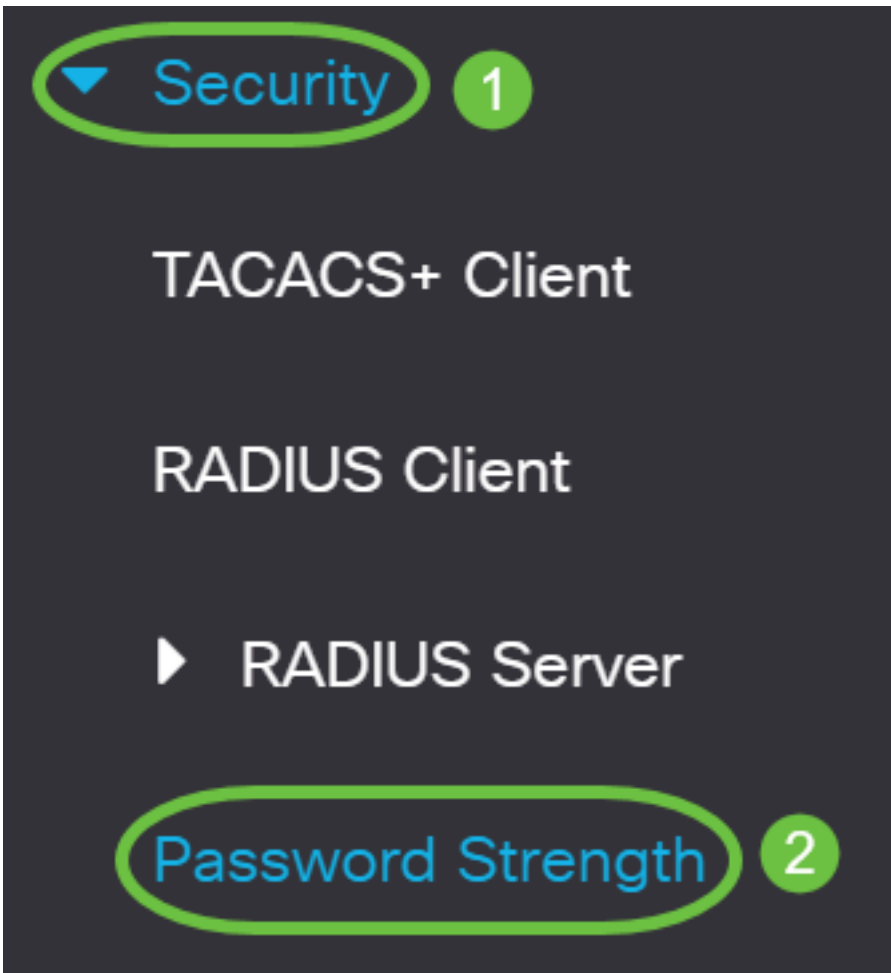 Security 1
TACACS+ Client
RADIUS Client
RADIUS Server
Password Strength 2